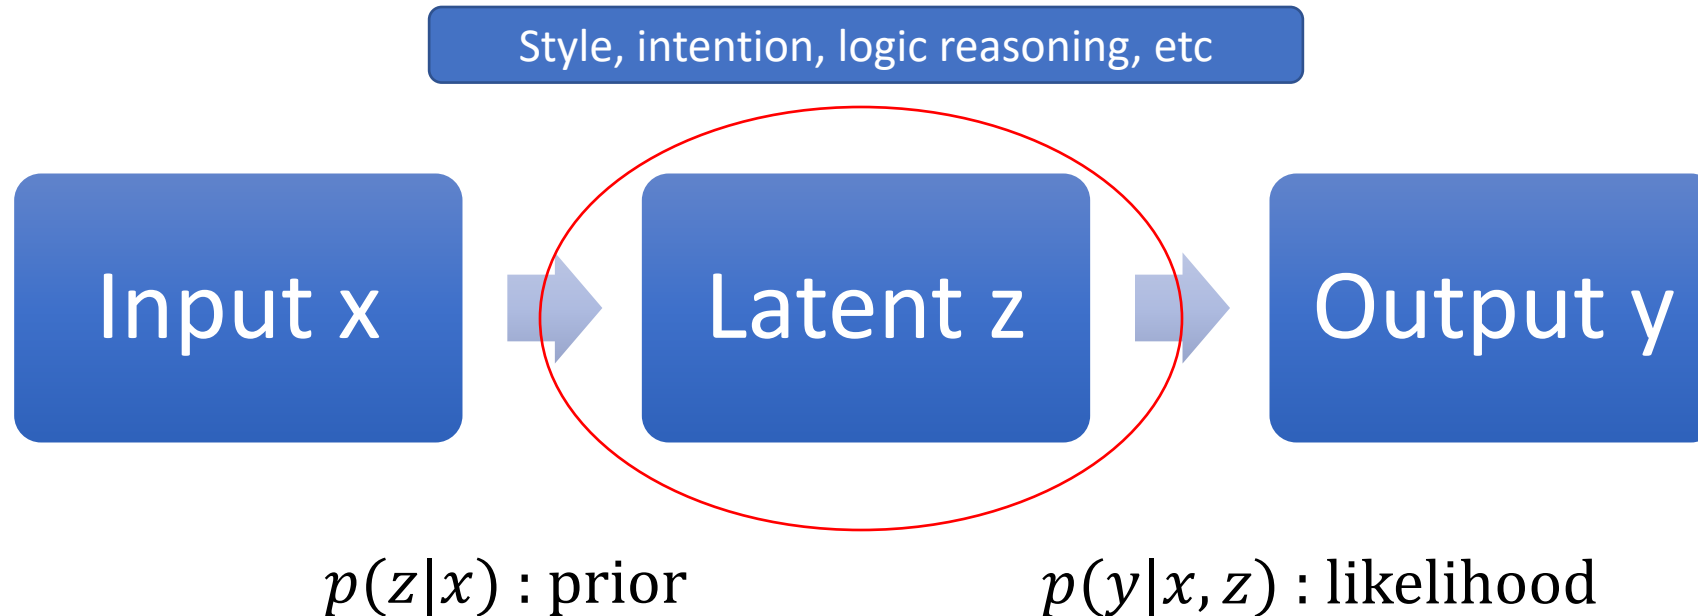 Style, intention, logic reasoning, etc
Input x
Latent z
Output y
p(z|x) : prior
p(y|x, z) : likelihood